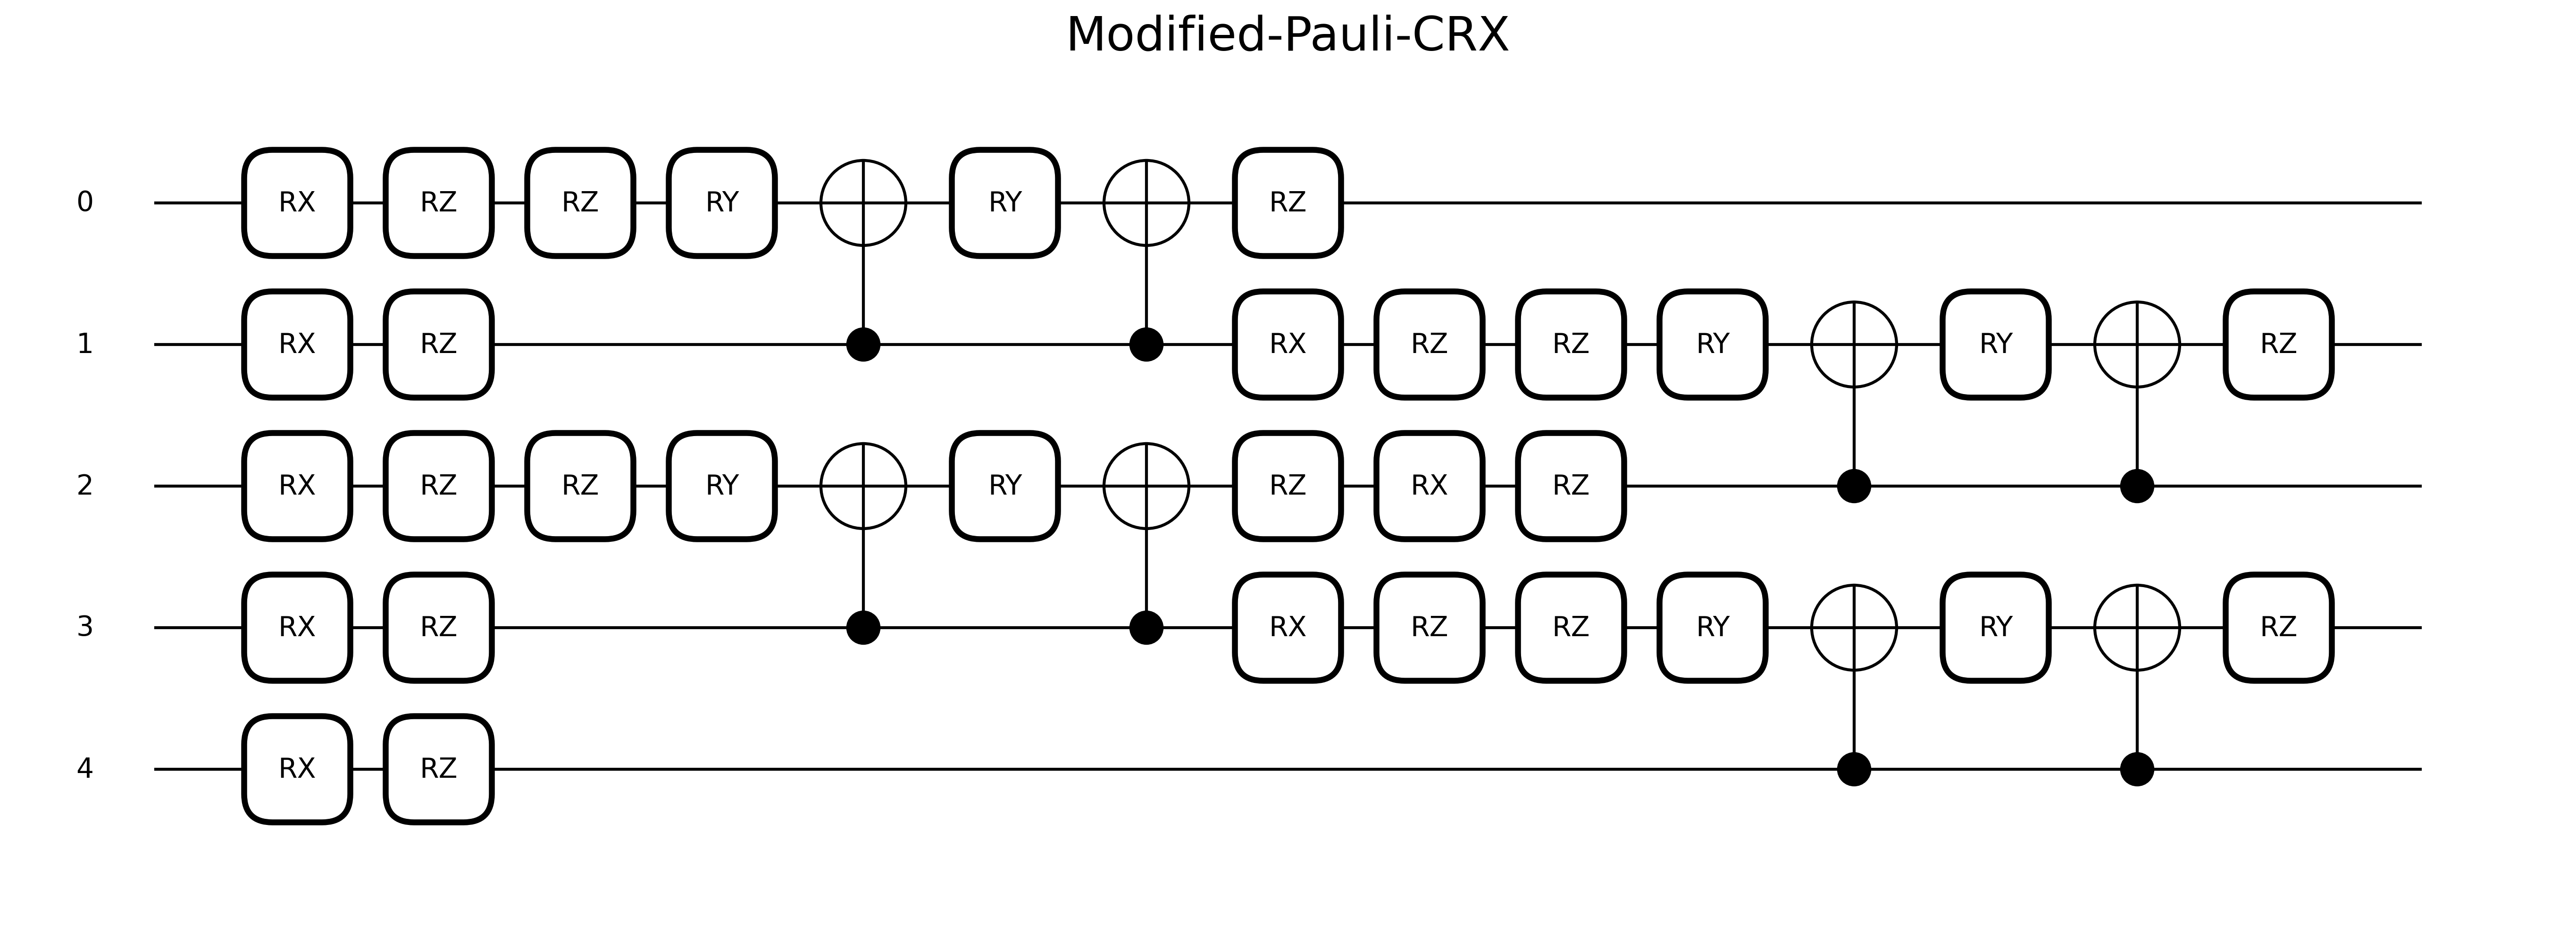 Modified-Pauli-CRX
0 RX RZ RZ RY RY RZ
1 RX RZ RX RZ RZ RY RY RZ
2 RX RZ RZ RY RY RZ RX RZ
3 RX RZ RX RZ RZ RY RY RZ
4 RX RZ